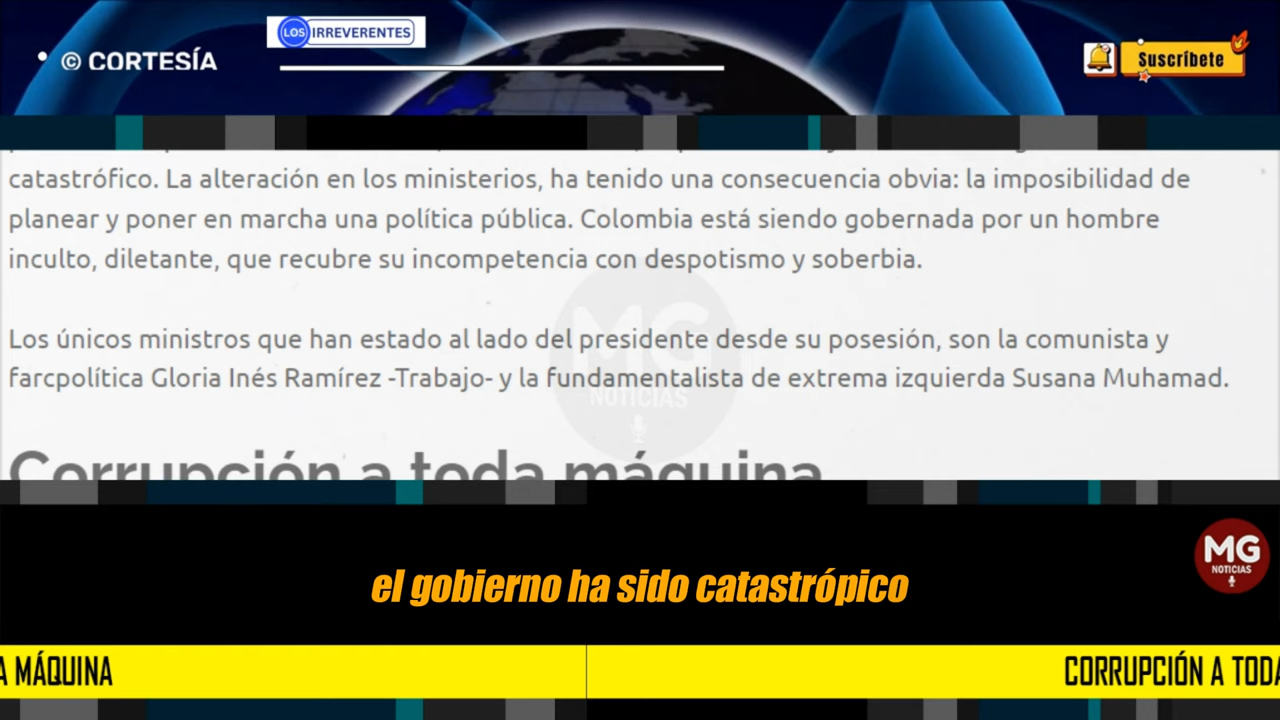 LOS IRREVERENTES
© CORTESÍA
Suscríbete
catastrófico. La alteración en los ministerios, ha tenido una consecuencia obvia: la imposibilidad de
planear y poner en marcha una política pública. Colombia está siendo gobernada por un hombre
inculto, diletante, que recubre su incompetencia con despotismo y soberbia.
Los únicos ministros que han estado al lado del presidente desde su posesión, son la comunista y
farcpolítica Gloria Inés Ramírez -Trabajo- y la fundamentalista de extrema izquierda Susana Muhamad.
MG
NOTICIAS
Corrupción a toda máquina
MG
NOTICIAS
el gobierno ha sido catastrópico
A MÁQUINA
CORRUPCIÓN A TODA